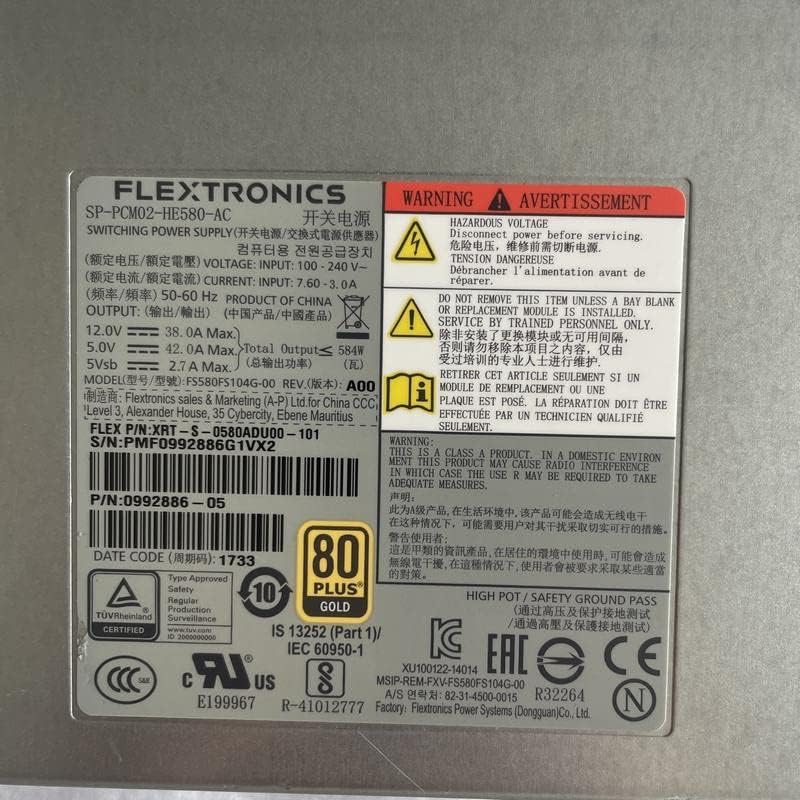 FLEXTRONICS
SP-PCM02-HE580-AC 开关电源
SWITCHING POWER SUPPLY(开关电源/交換式電源供應器)
컴퓨터용 전원공급장치
(额定电压/額定電壓) VOLTAGE: INPUT: 100 - 240 V~
(额定电流/額定電流) CURRENT: INPUT: 7.60 - 3.0A
(频率/頻率) 50-60 Hz PRODUCT OF CHINA
OUTPUT: (输出/輸出) (中国产品/中國產品)
12.0V 38.0A Max.
5.0V 42.0A Max. Total Output≤ 584W
5Vsb 2.7A Max. (总输出功率) (瓦)
MODEL(型号/型號): FS580FS104G-00 REV.(版本): A00
制造商: Flextronics sales & Marketing (A-P) Ltd.for China CCC
Level 3, Alexander House, 35 Cybercity, Ebene Mauritius
FLEX P/N:XRT-S-0580ADU00-101
S/N:PMF0992886G1VX2
P/N:0992886-05
DATE CODE (周期码): 1733
TÜVRheinland
CERTIFIED
Type Approved
Safety
Regular
Production
Surveillance
www.tuv.com
ID 2000000000
10
80
PLUS®
GOLD
IS 13252 (Part 1)/
IEC 60950-1
CCC S&E
c RU US
E199967
R-41012777
WARNING AVERTISSEMENT
HAZARDOUS VOLTAGE
Disconnect power before servicing.
危险电压, 维修前需切断电源.
TENSION DANGEREUSE
Débrancher l'alimentation avant de
réparer.
DO NOT REMOVE THIS ITEM UNLESS A BAY BLANK
OR REPLACEMENT MODULE IS INSTALLED.
SERVICE BY TRAINED PERSONNEL ONLY.
除非安装了更换模块或无可用间隔,
否则请勿移除本项目之内容, 仅由
受过培训的专业人士进行维护.
RETIRER CET ARTICLE SEULEMENT SI UN
MODULE DE REMPLACEMENT OU UNE
PLAQUE EST POSÉ. LA RÉPARATION DOIT ÊTRE
EFFECTUÉE PAR UN TECHNICIEN QUALIFIÉ
SEULEMENT.
WARNING:
THIS IS A CLASS A PRODUCT. IN A DOMESTIC ENVIRON
MENT THIS PRODUCT MAY CAUSE RADIO INTERFERENCE
IN WHICH CASE THE USE R MAY BE REQUIRED TO TAKE
ADEQUATE MEASURES.
声明:
此为A级产品, 在生活环境中, 该产品可能会造成无线电干
在这种情况下, 可能需要用户对其干扰采取切实可行的措施。
警告使用者:
這是甲類的資訊產品, 在居住的環境中使用時, 可能會造成
無線電干擾, 在這種情況下, 使用者會被要求采取某些適當
的對策。
HIGH POT / SAFETY GROUND PASS
(通过高压及保护接地测试/
/通過高壓及保護接地測試)
XU100122-14014
MSIP-REM-FXV-FS580FS104G-00
A/S 연락처: 82-31-4500-0015
EAC
R32264
CE
N
Factory: Flextronics Power Systems (Dongguan)Co., Ltd.